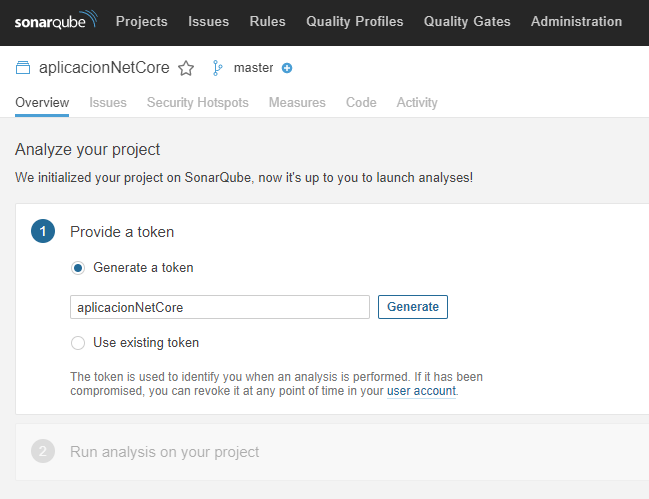 sonarqube Projects Issues Rules Quality Profiles Quality Gates Administration
aplicacionNetCore master
Overview Issues Security Hotspots Measures Code Activity
Analyze your project
We initialized your project on SonarQube, now it's up to you to launch analyses!
1 Provide a token
Generate a token
aplicacionNetCore Generate
Use existing token
The token is used to identify you when an analysis is performed. If it has been
compromised, you can revoke it at any point of time in your user account.
2 Run analysis on your project